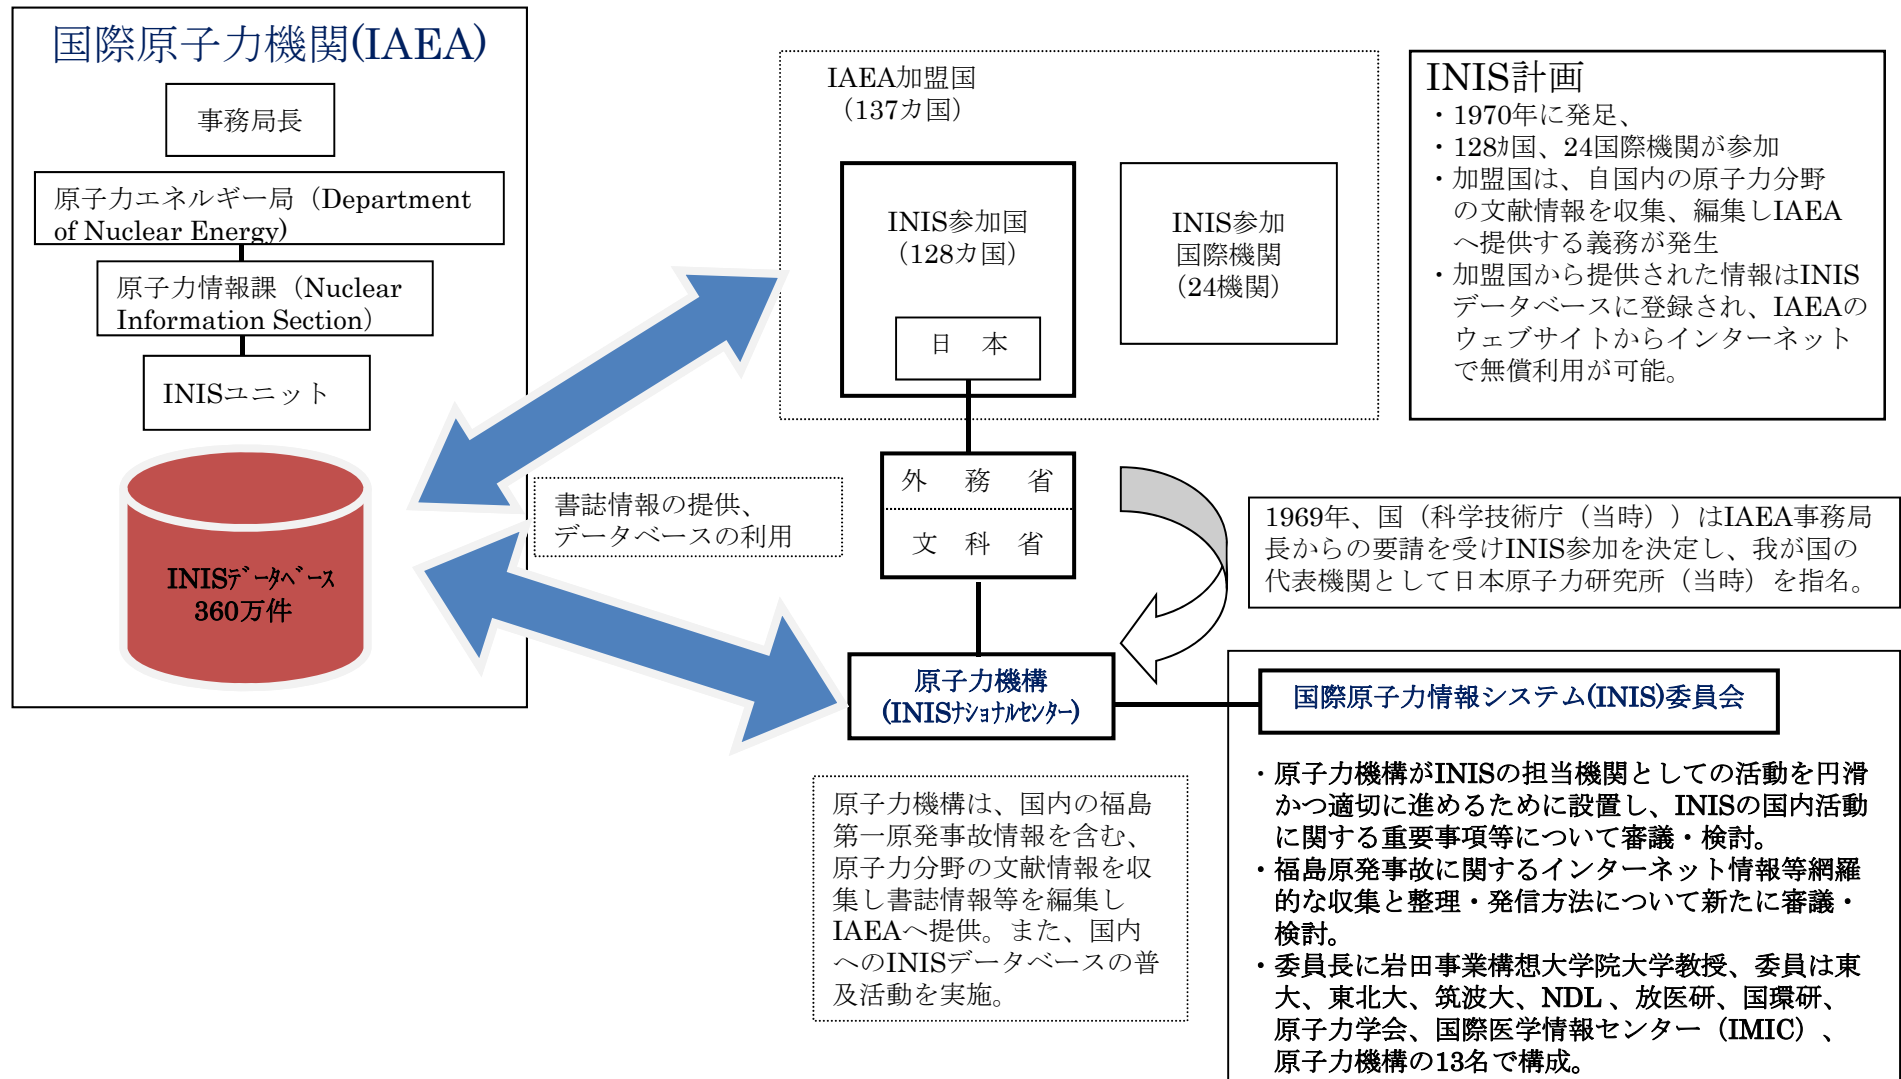 国際原子力機関(IAEA)
事務局長
原子力エネルギー局（Department
of Nuclear Energy)
原子力情報課（Nuclear
Information Section）
INISユニット
INISﾃﾞｰﾀﾍﾞｰｽ
360万件
書誌情報の提供、
データベースの利用
IAEA加盟国
（137カ国）
INIS参加国
（128カ国）
日　本
INIS参加
国際機関
（24機関）
外　務　省
文　科　省
原子力機構
(INISﾅｼｮﾅﾙｾﾝﾀｰ)
原子力機構は、国内の福島
第一原発事故情報を含む、
原子力分野の文献情報を収
集し書誌情報等を編集し
IAEAへ提供。また、国内
へのINISデータベースの普
及活動を実施。
INIS計画
・1970年に発足、
・128ｶ国、24国際機関が参加
・加盟国は、自国内の原子力分野
の文献情報を収集、編集しIAEA
へ提供する義務が発生
・加盟国から提供された情報はINIS
データベースに登録され、IAEAの
ウェブサイトからインターネット
で無償利用が可能。
1969年、国（科学技術庁（当時））はIAEA事務局
長からの要請を受けINIS参加を決定し、我が国の
代表機関として日本原子力研究所（当時）を指名。
国際原子力情報システム(INIS)委員会
・原子力機構がINISの担当機関としての活動を円滑
かつ適切に進めるために設置し、INISの国内活動
に関する重要事項等について審議・検討。
・福島原発事故に関するインターネット情報等網羅
的な収集と整理・発信方法について新たに審議・
検討。
・委員長に岩田事業構想大学院大学教授、委員は東
大、東北大、筑波大、NDL 、放医研、国環研、
原子力学会、国際医学情報センター（IMIC）、
原子力機構の13名で構成。